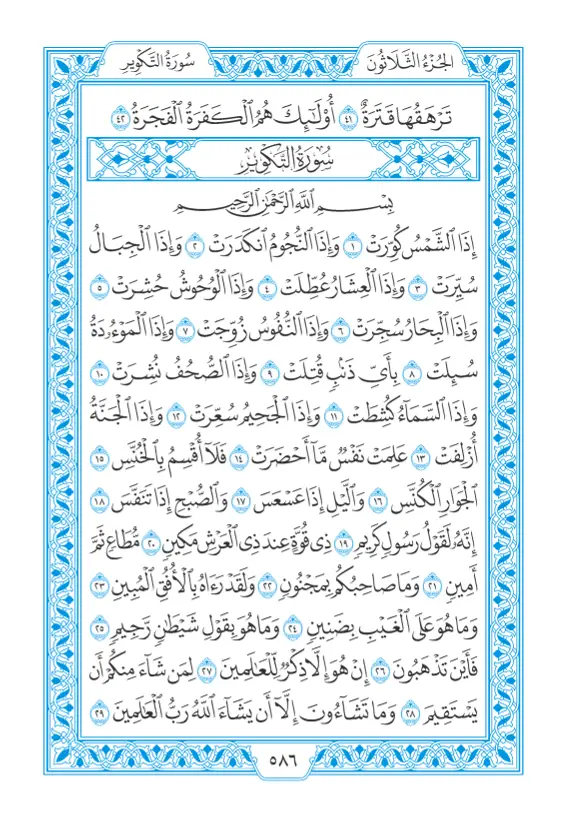 الجُزْءُ الثَّلَاثُونَ
سُورَةُ التَّكْوِيرِ
تَرْهَقُهَا قَتَرَةٌ ٤١ أُوْلَٰٓئِكَ هُمُ ٱلْكَفَرَةُ ٱلْفَجَرَةُ ٤٢
سُورَةُ التَّكْوِيرِ
بِسْمِ ٱللَّهِ ٱلرَّحْمَٰنِ ٱلرَّحِيمِ
إِذَا ٱلشَّمْسُ كُوِّرَتْ ١ وَإِذَا ٱلنُّجُومُ ٱنكَدَرَتْ ٢ وَإِذَا ٱلْجِبَالُ
سُيِّرَتْ ٣ وَإِذَا ٱلْعِشَارُ عُطِّلَتْ ٤ وَإِذَا ٱلْوُحُوشُ حُشِرَتْ ٥
وَإِذَا ٱلْبِحَارُ سُجِّرَتْ ٦ وَإِذَا ٱلنُّفُوسُ زُوِّجَتْ ٧ وَإِذَا ٱلْمَوْءُۥدَةُ
سُئِلَتْ ٨ بِأَيِّ ذَنۢبٍ قُتِلَتْ ٩ وَإِذَا ٱلصُّحُفُ نُشِرَتْ ١٠
وَإِذَا ٱلسَّمَآءُ كُشِطَتْ ١١ وَإِذَا ٱلْجَحِيمُ سُعِّرَتْ ١٢ وَإِذَا ٱلْجَنَّةُ
أُزْلِفَتْ ١٣ عَلِمَتْ نَفْسٌ مَّآ أَحْضَرَتْ ١٤ فَلَآ أُقْسِمُ بِٱلْخُنَّسِ ١٥
ٱلْجَوَارِ ٱلْكُنَّسِ ١٦ وَٱلَّيْلِ إِذَا عَسْعَسَ ١٧ وَٱلصُّبْحِ إِذَا تَنَفَّسَ ١٨
إِنَّهُۥ لَقَوْلُ رَسُولٍ كَرِيمٍ ١٩ ذِى قُوَّةٍ عِندَ ذِى ٱلْعَرْشِ مَكِينٍ ٢٠ مُّطَاعٍ ثَمَّ
أَمِينٍ ٢١ وَمَا صَاحِبُكُم بِمَجْنُونٍ ٢٢ وَلَقَدْ رَءَاهُ بِٱلْأُفُقِ ٱلْمُبِينِ ٢٣
وَمَا هُوَ عَلَى ٱلْغَيْبِ بِضَنِينٍ ٢٤ وَمَا هُوَ بِقَوْلِ شَيْطَٰنٍ رَّجِيمٍ ٢٥
فَأَيْنَ تَذْهَبُونَ ٢٦ إِنْ هُوَ إِلَّا ذِكْرٌ لِّلْعَٰلَمِينَ ٢٧ لِمَن شَآءَ مِنكُمْ أَن
يَسْتَقِيمَ ٢٨ وَمَا تَشَآءُونَ إِلَّآ أَن يَشَآءَ ٱللَّهُ رَبُّ ٱلْعَٰلَمِينَ ٢٩
٥٨٦